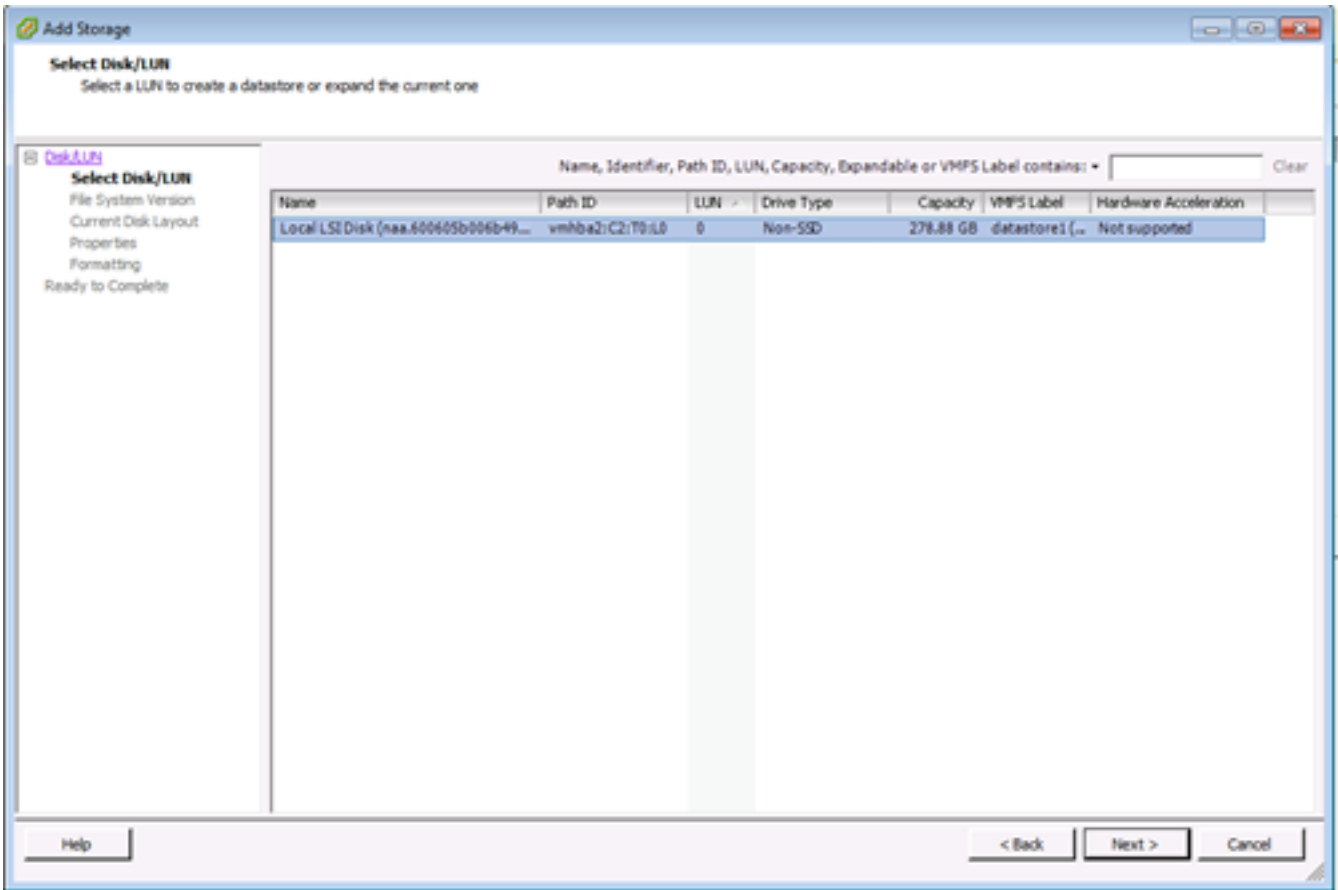 Add Storage
Select Disk/LUN
Select a LUN to create a datastore or expand the current one
Disk/LUN
Select Disk/LUN
File System Version
Current Disk Layout
Properties
Formatting
Ready to Complete
Name, Identifier, Path ID, LUN, Capacity, Expandable or VMFS Label contains:
Clear
Name Path ID LUN Drive Type Capacity VMFS Label Hardware Acceleration
Local LSI Disk (naa.600605b006b49... vmhba2:C2:T0:L0 0 Non-SSD 278.88 GB datastore1 (... Not supported
Help < Back Next > Cancel